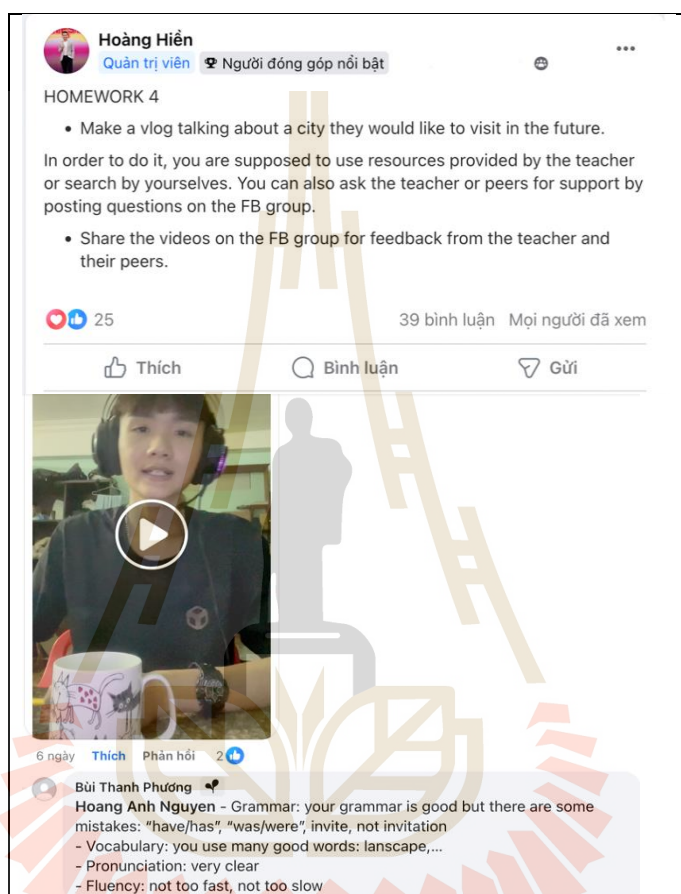 Hoàng Hiền
Quản trị viên Người đóng góp nổi bật
HOMEWORK 4
• Make a vlog talking about a city they would like to visit in the future.
In order to do it, you are supposed to use resources provided by the teacher
or search by yourselves. You can also ask the teacher or peers for support by
posting questions on the FB group.
• Share the videos on the FB group for feedback from the teacher and
their peers.
25 39 bình luận Mọi người đã xem
Thích Bình luận Gửi
6 ngày Thích Phản hồi 2
Bùi Thanh Phương
Hoang Anh Nguyen - Grammar: your grammar is good but there are some
mistakes: “have/has”, “was/were”, invite, not invitation
- Vocabulary: you use many good words: lanscape,...
- Pronunciation: very clear
- Fluency: not too fast, not too slow